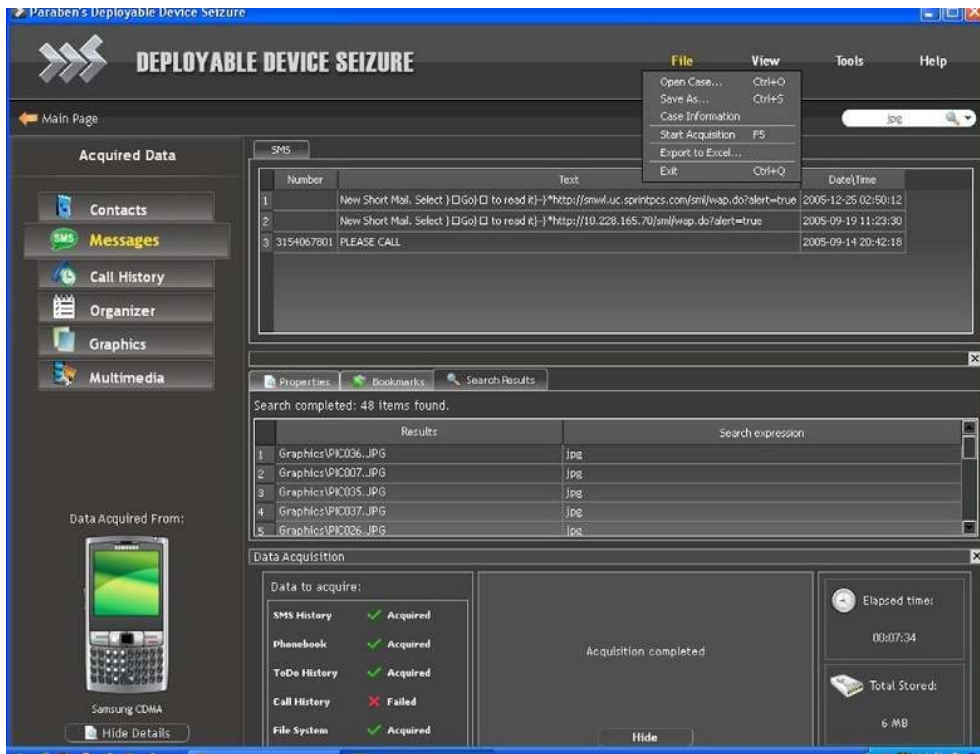 Paraben's Deployable Device Seizure
DEPLOYABLE DEVICE SEIZURE
File View Tools Help
Open Case... Ctrl+O
Save As... Ctrl+S
Case Information
Start Acquisition F5
Export to Excel...
Exit Ctrl+Q
Main Page
jpg
Acquired Data
Contacts
SMS Messages
Call History
Organizer
Graphics
Multimedia
SMS
Number Text Date\Time
1 New Short Mail. Select }□Go}□ to read it}-}*http://smwl.uc.sprintpcs.com/sml/wap.do?alert=true 2005-12-25 02:50:12
2 New Short Mail. Select }□Go}□ to read it}-}*http://10.228.165.70/sml/wap.do?alert=true 2005-09-19 11:23:30
3 3154067801 PLEASE CALL 2005-09-14 20:42:18
Properties Bookmarks Search Results
Search completed: 48 items found.
Results Search expression
1 Graphics\PIC036.JPG jpg
2 Graphics\PIC007.JPG jpg
3 Graphics\PIC035.JPG jpg
4 Graphics\PIC037.JPG jpg
5 Graphics\PIC026.JPG jpg
Data Acquired From:
SAMSUNG
Samsung CDMA
Hide Details
Data Acquisition
Data to acquire:
SMS History Acquired
Phonebook Acquired
ToDo History Acquired
Call History Failed
File System Acquired
Acquisition completed
Hide
Elapsed time:
00:07:34
Total Stored:
6 MB